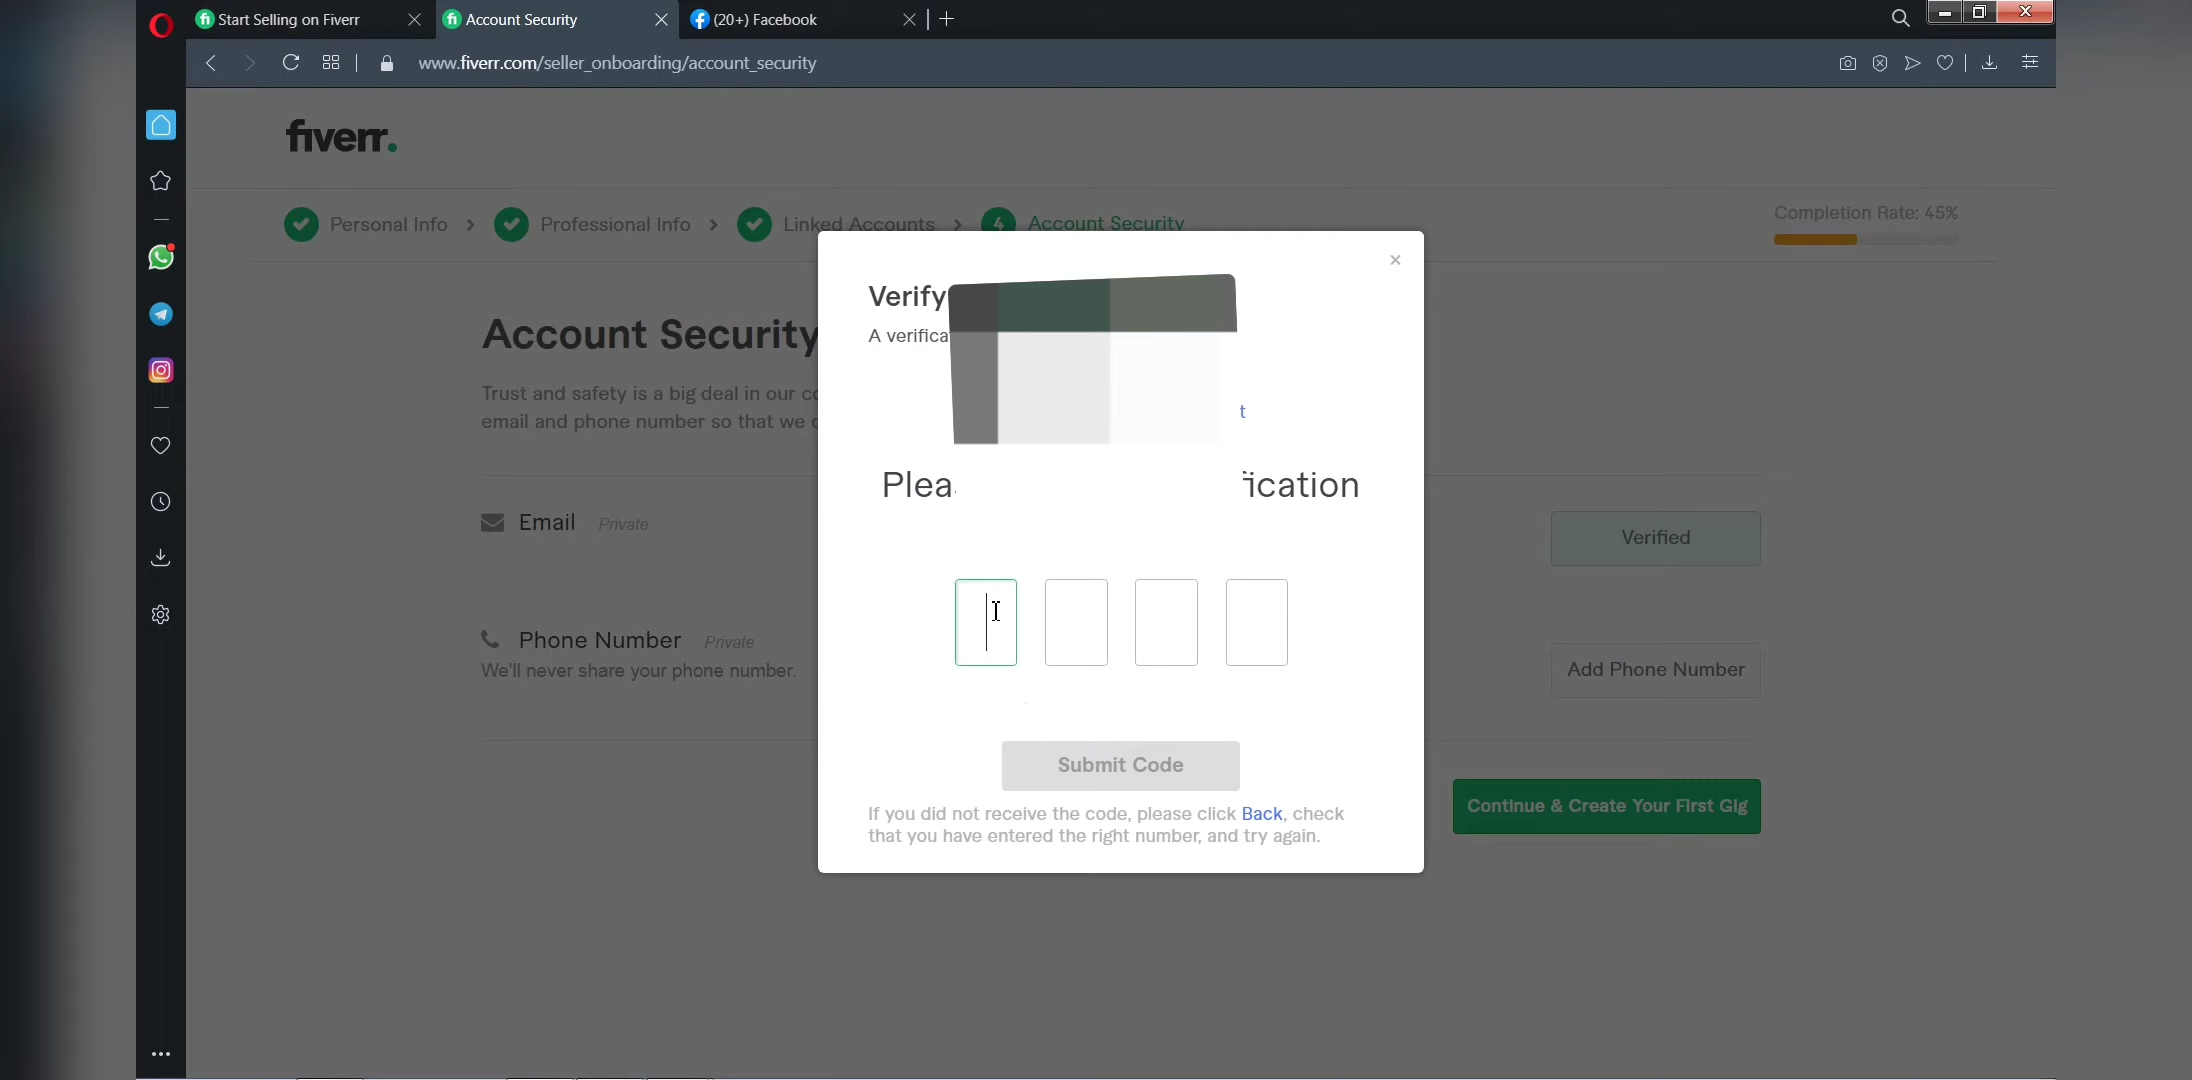 Start Selling on Fiverr
Account Security
(20+) Facebook
www.fiverr.com/seller_onboarding/account_security
fiverr.
Personal Info
Professional Info
Linked Accounts
4 Account Security
Completion Rate: 45%
Verify
A verifica
t
Plea
ication
Account Security
Trust and safety is a big deal in our
email and phone number so that we
Email Private
Verified
Phone Number Private
We'll never share your phone number.
Add Phone Number
Submit Code
If you did not receive the code, please click Back, check
that you have entered the right number, and try again.
Continue & Create Your First Gig